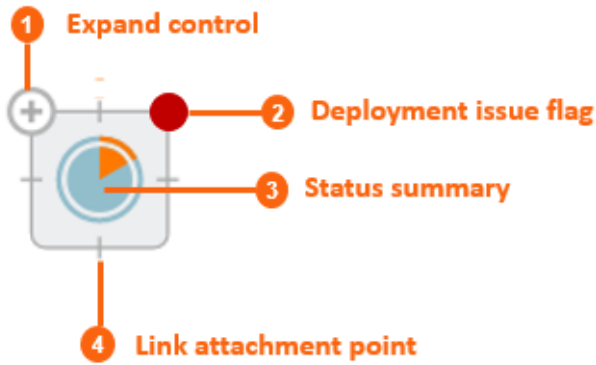 1 Expand control
2 Deployment issue flag
3 Status summary
4 Link attachment point